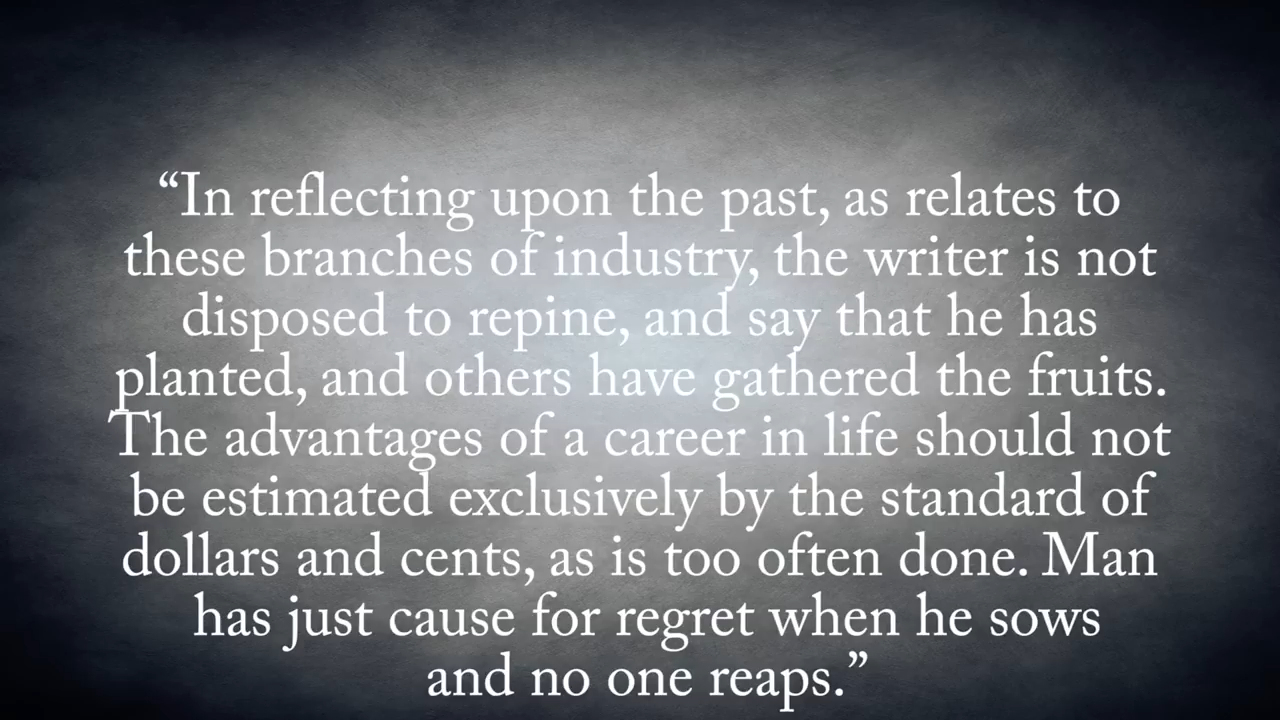 “In reflecting upon the past, as relates to
these branches of industry, the writer is not
disposed to repine, and say that he has
planted, and others have gathered the fruits.
The advantages of a career in life should not
be estimated exclusively by the standard of
dollars and cents, as is too often done. Man
has just cause for regret when he sows
and no one reaps.”